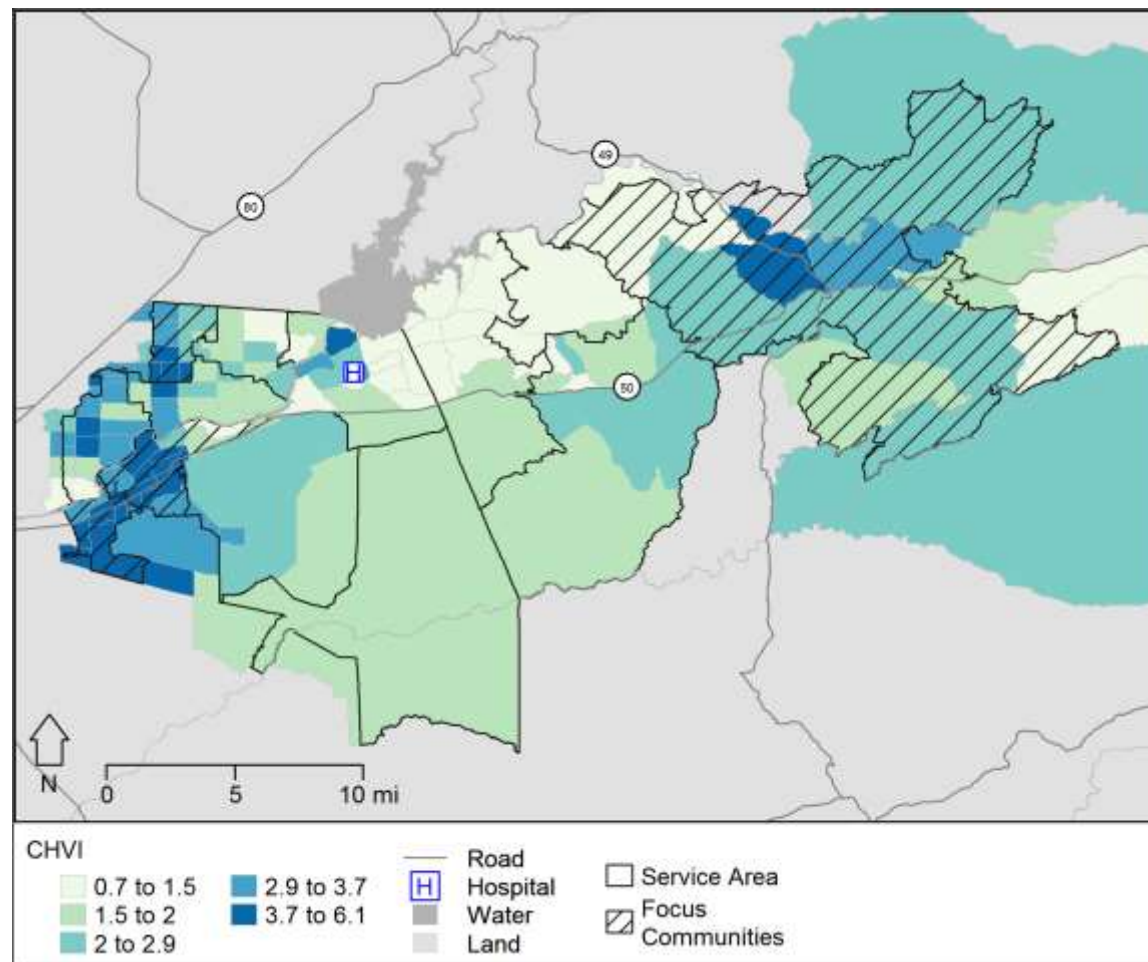 49
80
50
H
N
0 5 10 mi
CHVI
0.7 to 1.5
1.5 to 2
2 to 2.9
2.9 to 3.7
3.7 to 6.1
Road
H Hospital
Water
Land
Service Area
Focus
Communities